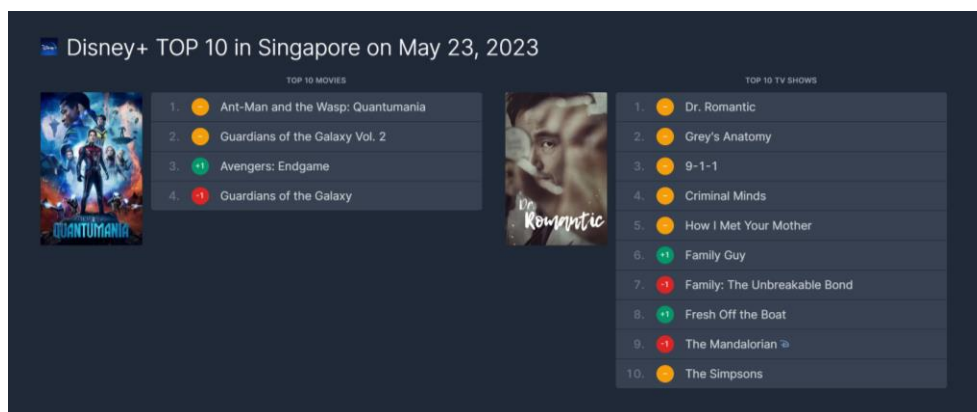 Disney+ TOP 10 in Singapore on May 23, 2023
TOP 10 MOVIES
1. - Ant-Man and the Wasp: Quantumania
2. - Guardians of the Galaxy Vol. 2
3. +1 Avengers: Endgame
4. -1 Guardians of the Galaxy
QUANTUMANIA
TOP 10 TV SHOWS
Dr.
Romantic
1. - Dr. Romantic
2. - Grey's Anatomy
3. - 9-1-1
4. - Criminal Minds
5. - How I Met Your Mother
6. +1 Family Guy
7. -1 Family: The Unbreakable Bond
8. +1 Fresh Off the Boat
9. -1 The Mandalorian
10. - The Simpsons